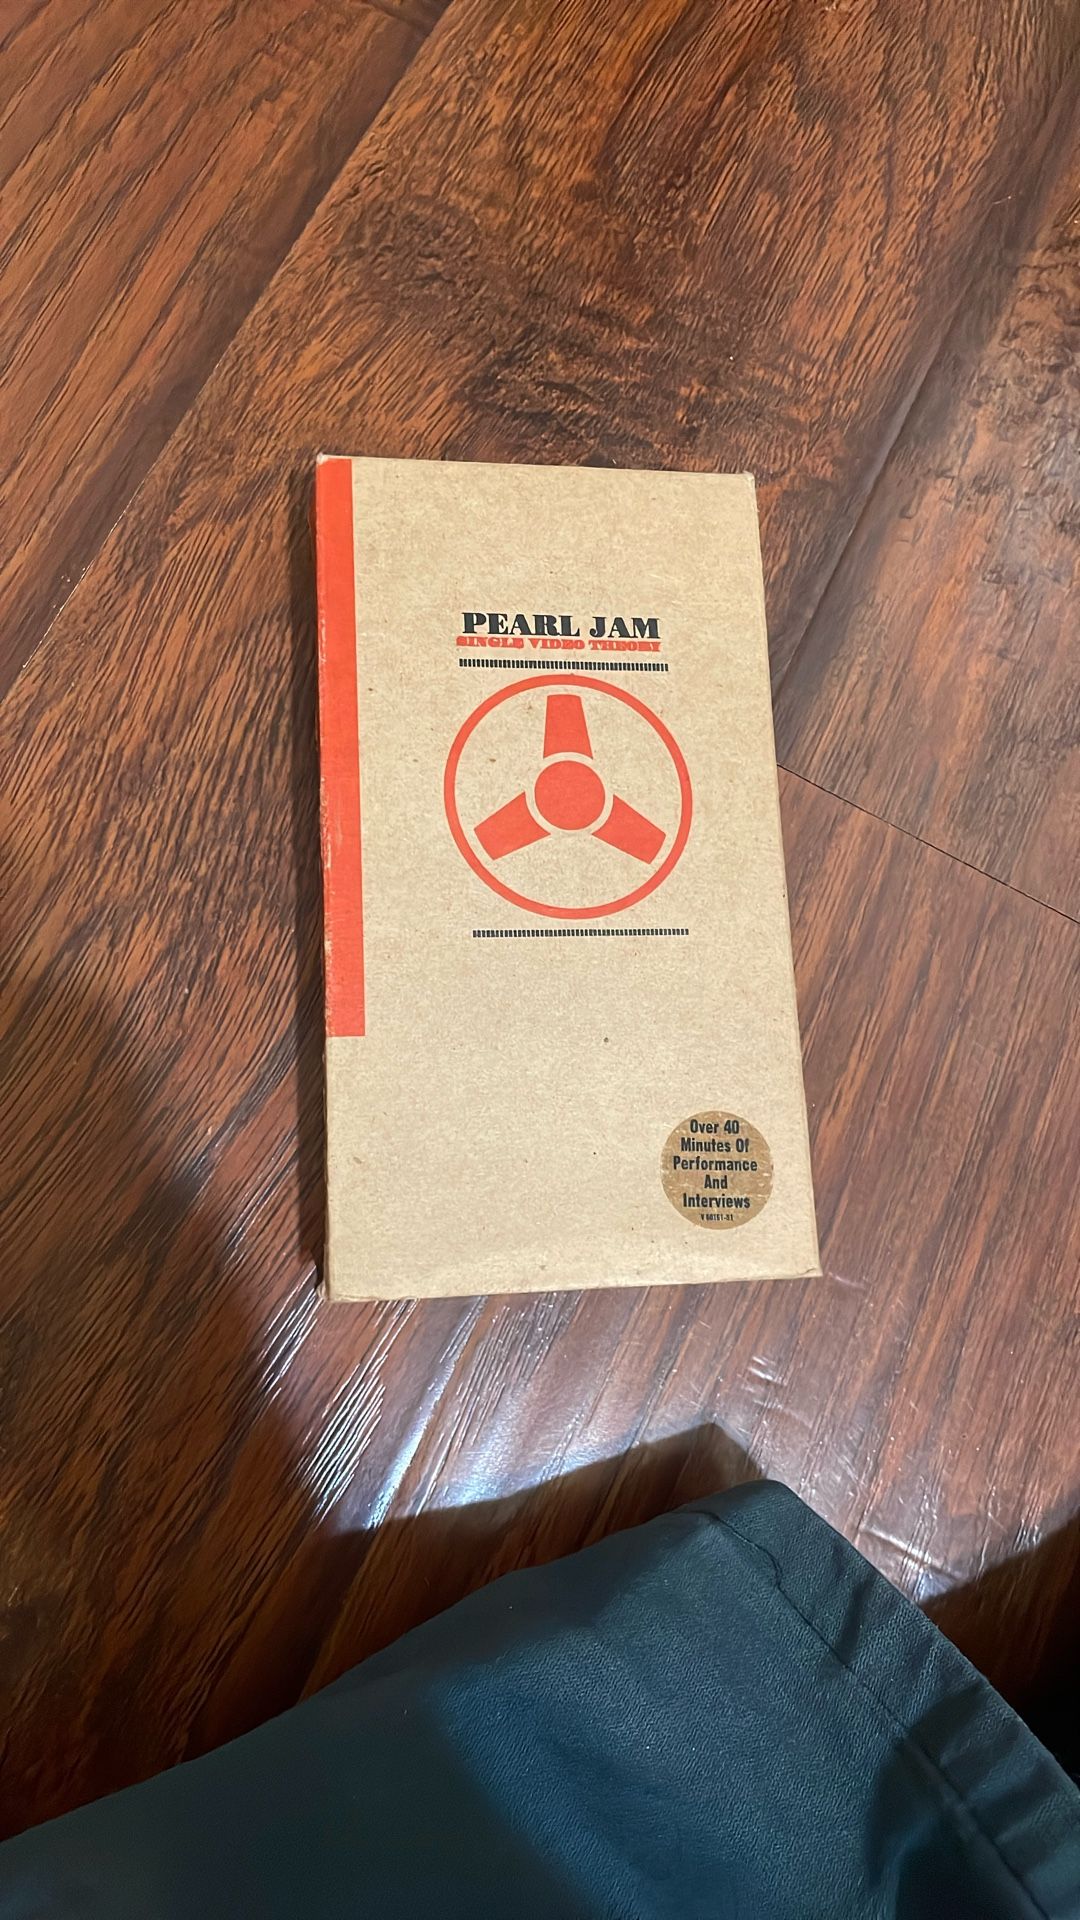 PEARL JAM
SINGLE VIDEO THEORY
Over 40
Minutes Of
Performance
And
Interviews